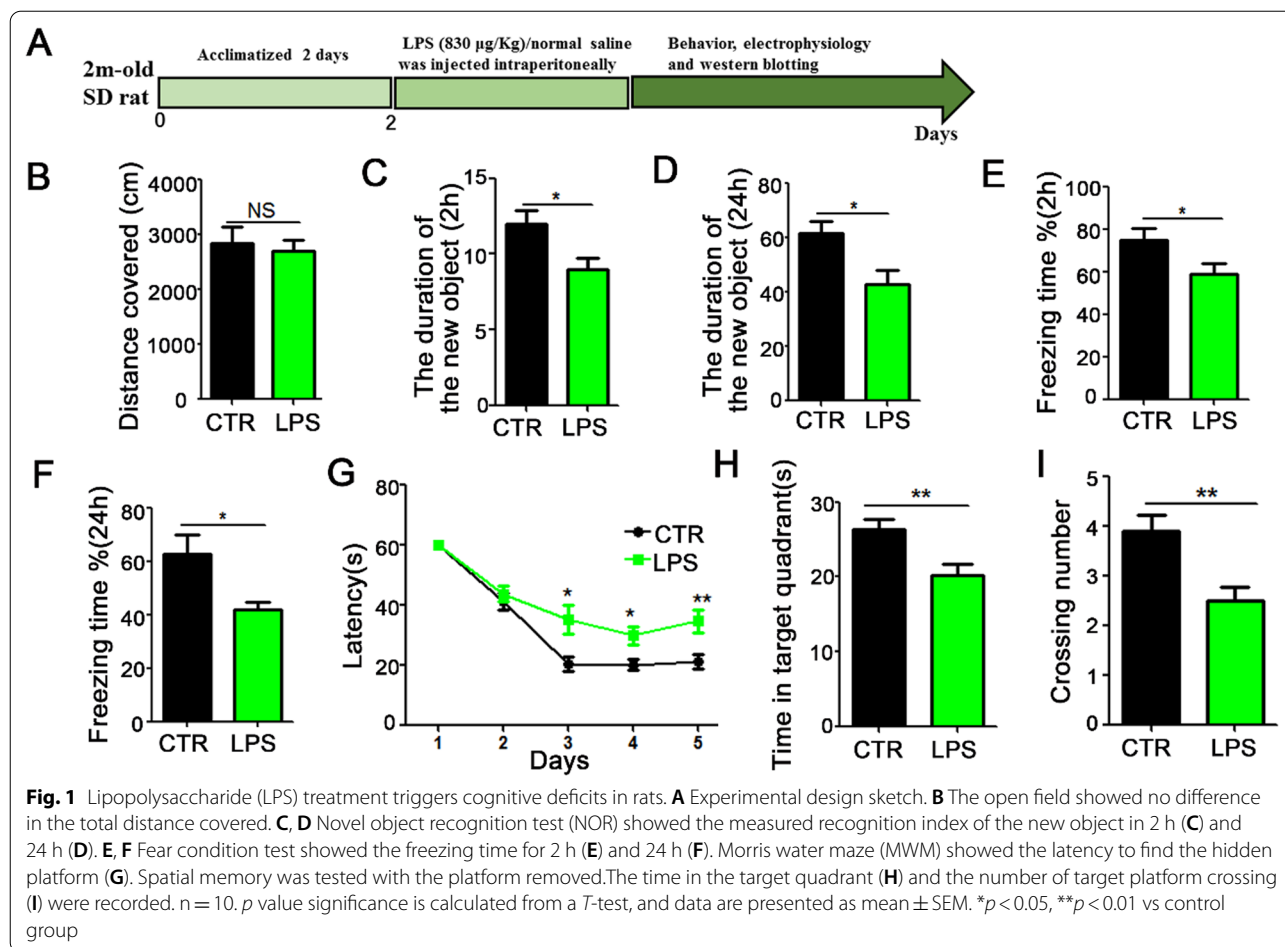 A
Acclimatized 2 days
LPS (830 µg/Kg)/normal saline
was injected intraperitoneally
Behavior, electrophysiology
and western blotting
2m-old
SD rat
0
2
Days
B
Distance covered (cm)
4000
3000
2000
1000
0
NS
CTR
LPS
C
The duration of
the new object (2h)
15
10
5
0
*
CTR
LPS
D
The duration of
the new object (24h)
80
60
40
20
0
*
CTR
LPS
E
Freezing time %(2h)
100
80
60
40
20
0
*
CTR
LPS
F
Freezing time %(24h)
80
60
40
20
0
*
CTR
LPS
G
Latency(s)
80
60
40
20
0
CTR
LPS
*
*
**
1
2
3
4
5
Days
H
Time in target quadrant(s)
30
20
10
0
**
CTR
LPS
I
Crossing number
5
4
3
2
1
0
**
CTR
LPS
Fig. 1 Lipopolysaccharide (LPS) treatment triggers cognitive deficits in rats. A Experimental design sketch. B The open field showed no difference
in the total distance covered. C, D Novel object recognition test (NOR) showed the measured recognition index of the new object in 2 h (C) and
24 h (D). E, F Fear condition test showed the freezing time for 2 h (E) and 24 h (F). Morris water maze (MWM) showed the latency to find the hidden
platform (G). Spatial memory was tested with the platform removed.The time in the target quadrant (H) and the number of target platform crossing
(I) were recorded. n = 10. p value significance is calculated from a T-test, and data are presented as mean ± SEM. *p < 0.05, **p < 0.01 vs control
group